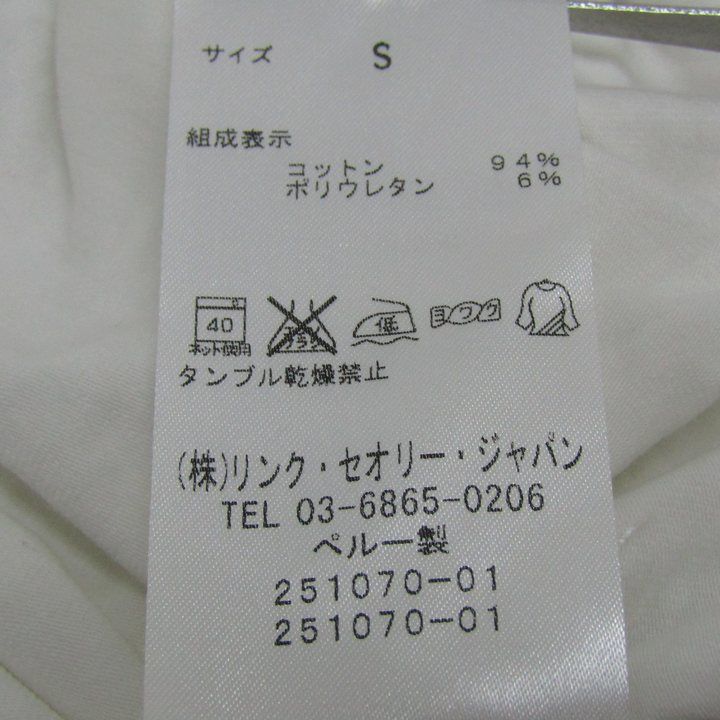 サイズ S
組成表示
コットン 94%
ポリウレタン 6%
40 低 ヨワク
ネット使用
タンブル乾燥禁止
(株)リンク・セオリー・ジャパン
TEL 03-6865-0206
ペルー製
251070-01
251070-01